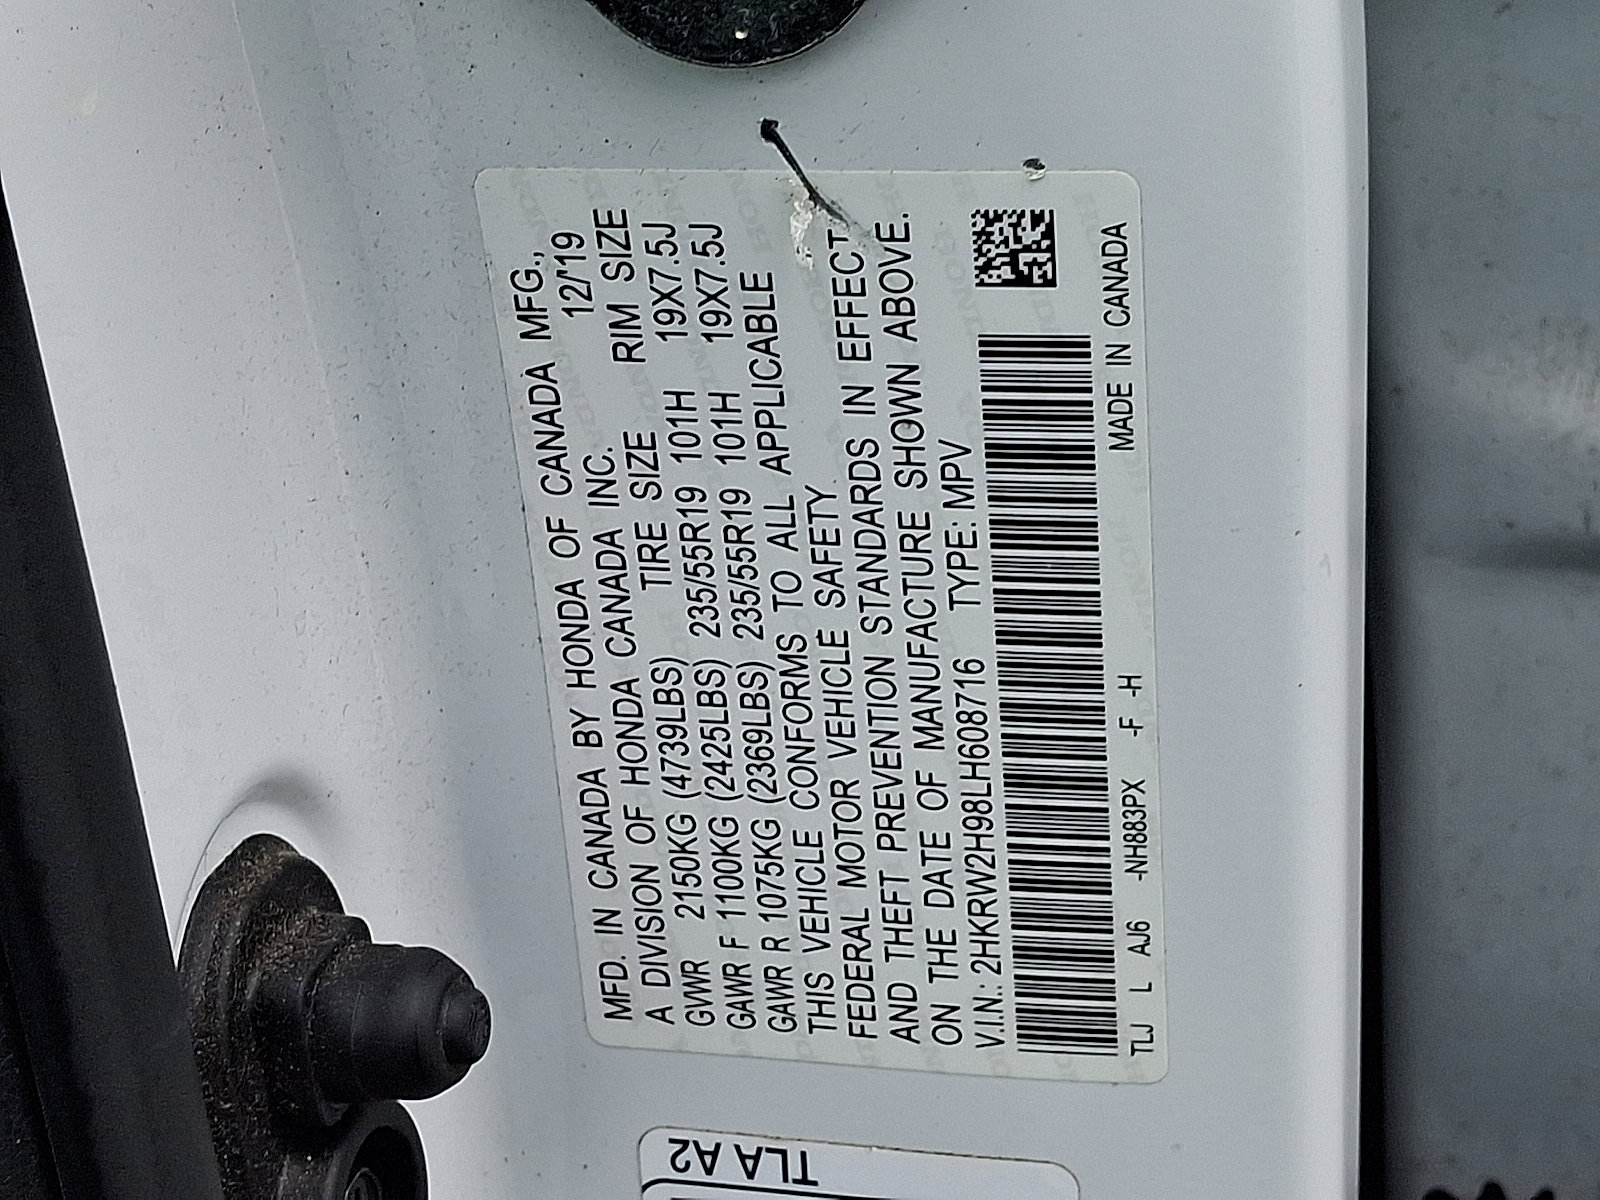 MFD. IN CANADA BY HONDA OF CANADA MFG.,
A DIVISION OF HONDA CANADA INC. 12/'19
TIRE SIZE RIM SIZE
GVWR 2150KG (4739LBS)
GAWR F 1100KG (2425LBS) 235/55R19 101H 19X7.5J
GAWR R 1075KG (2369LBS) 235/55R19 101H 19X7.5J
THIS VEHICLE CONFORMS TO ALL APPLICABLE
FEDERAL MOTOR VEHICLE SAFETY
AND THEFT PREVENTION STANDARDS IN EFFECT
ON THE DATE OF MANUFACTURE SHOWN ABOVE.
V.I.N.: 2HKRW2H98LH608716 TYPE: MPV
TLJ L AJ6 -NH883PX -F -H MADE IN CANADA
TLA A2